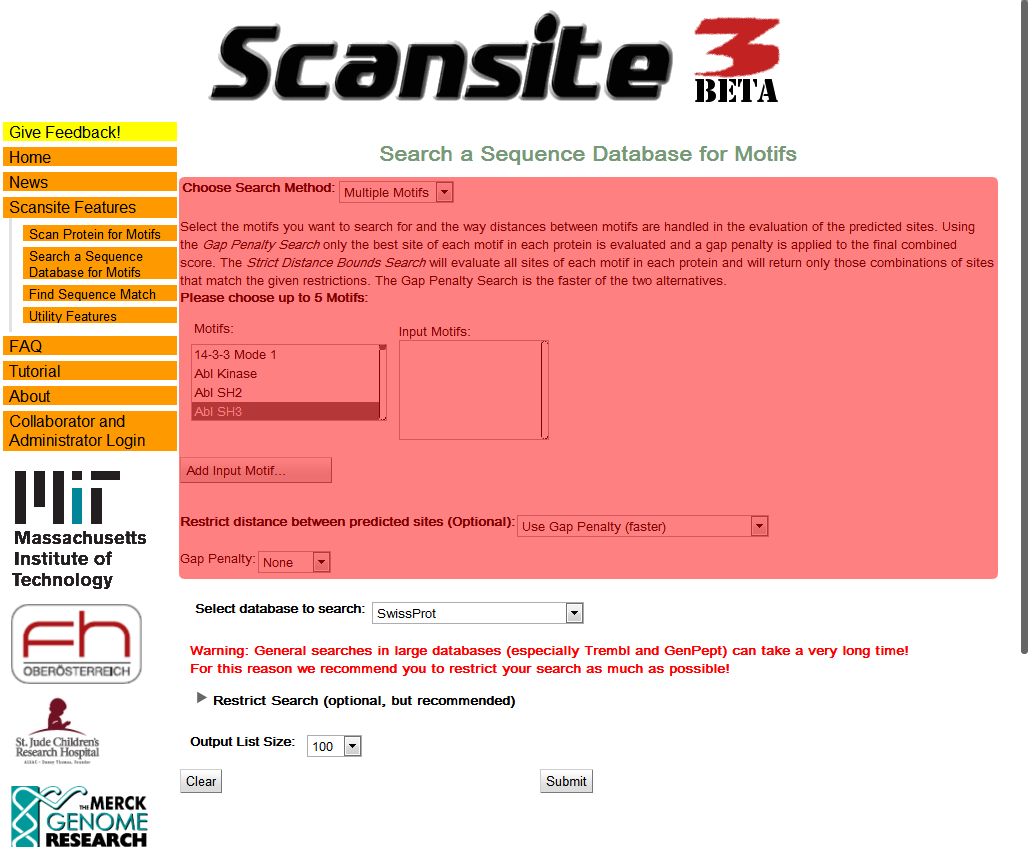 Scansite 3
BETA
Give Feedback!
Home
News
Scansite Features
Scan Protein for Motifs
Search a Sequence
Database for Motifs
Find Sequence Match
Utility Features
FAQ
Tutorial
About
Collaborator and
Administrator Login
MiT
Massachusetts
Institute of
Technology
fh
OBERÖSTERREICH
St. Jude Children's
Research Hospital
ALSAC • Danny Thomas, Founder
THE MERCK
GENOME
RESEARCH
Search a Sequence Database for Motifs
Choose Search Method: Multiple Motifs
Select the motifs you want to search for and the way distances between motifs are handled in the evaluation of the predicted sites. Using
the Gap Penalty Search only the best site of each motif in each protein is evaluated and a gap penalty is applied to the final combined
score. The Strict Distance Bounds Search will evaluate all sites of each motif in each protein and will return only those combinations of sites
that match the given restrictions. The Gap Penalty Search is the faster of the two alternatives.
Please choose up to 5 Motifs:
Motifs:
14-3-3 Mode 1
Abl Kinase
Abl SH2
Abl SH3
Input Motifs:
Add Input Motif...
Restrict distance between predicted sites (Optional): Use Gap Penalty (faster)
Gap Penalty: None
Select database to search: SwissProt
Warning: General searches in large databases (especially Trembl and GenPept) can take a very long time!
For this reason we recommend you to restrict your search as much as possible!
Restrict Search (optional, but recommended)
Output List Size: 100
Clear
Submit